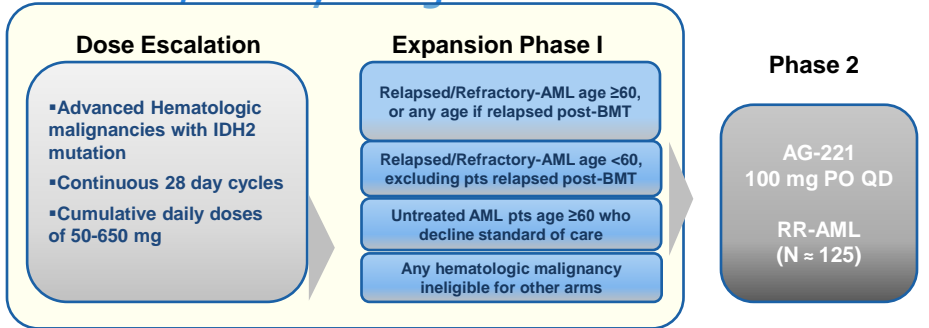 Dose Escalation
▪Advanced Hematologic
malignancies with IDH2
mutation
▪Continuous 28 day cycles
▪Cumulative daily doses
of 50-650 mg
Expansion Phase I
Relapsed/Refractory-AML age ≥60,
or any age if relapsed post-BMT
Relapsed/Refractory-AML age <60,
excluding pts relapsed post-BMT
Untreated AML pts age ≥60 who
decline standard of care
Any hematologic malignancy
ineligible for other arms
Phase 2
AG-221
100 mg PO QD
RR-AML
(N ≈ 125)